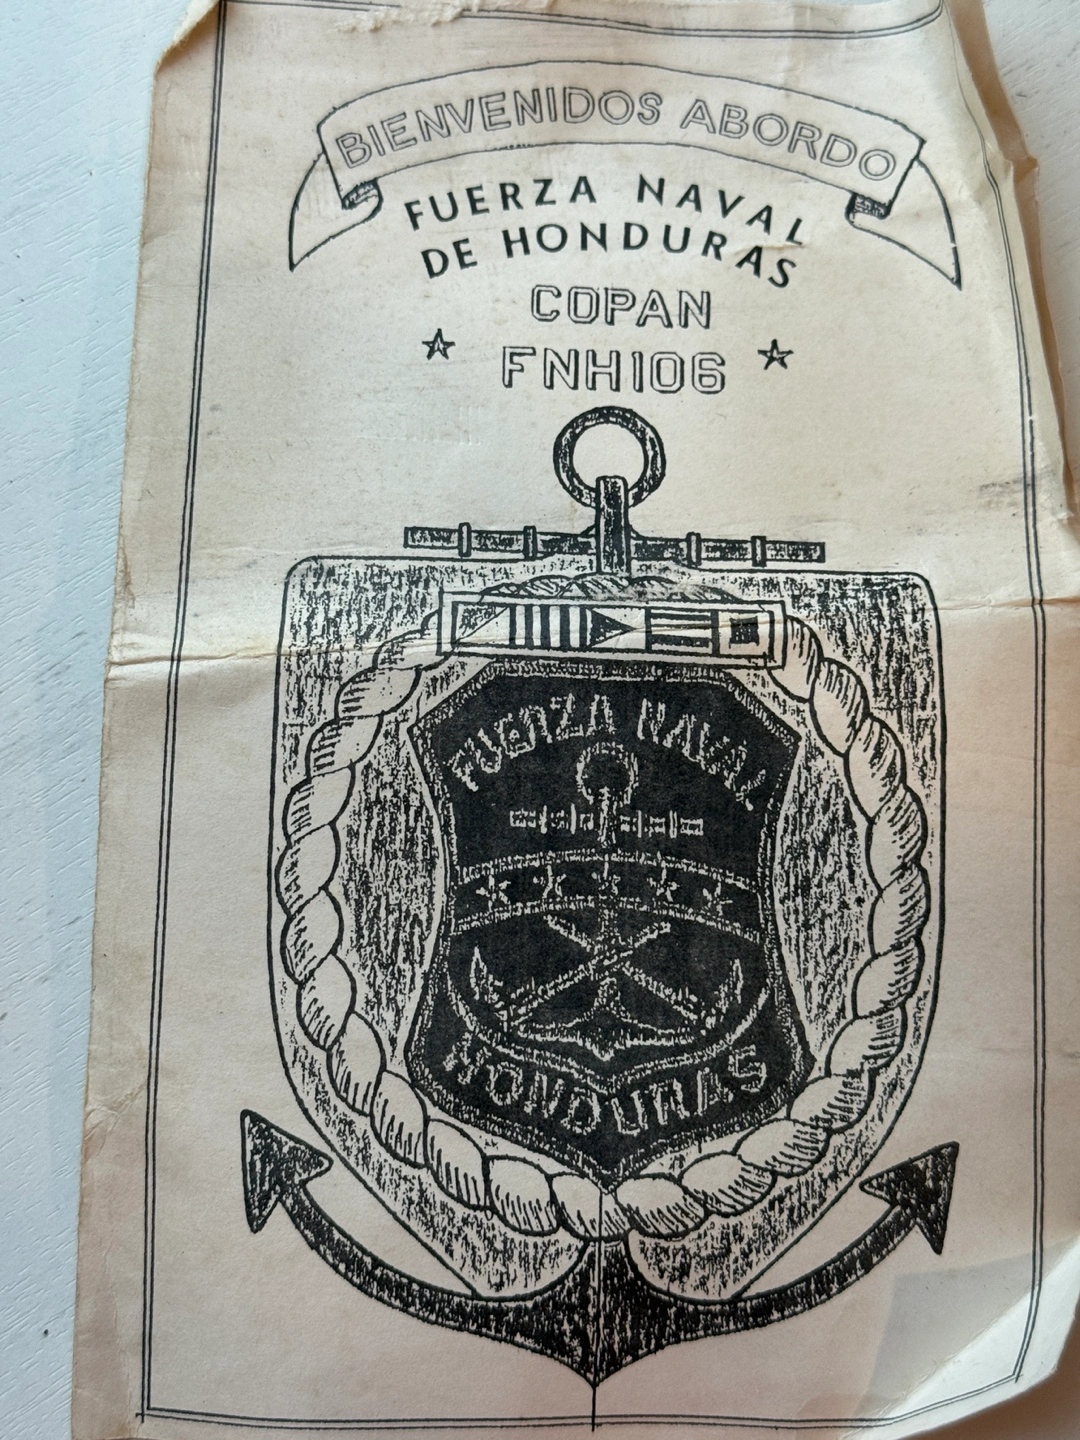 BIENVENIDOS ABORDO
FUERZA NAVAL
DE HONDURAS
COPAN
FNH106
FUERZA NAVAL
HONDURAS